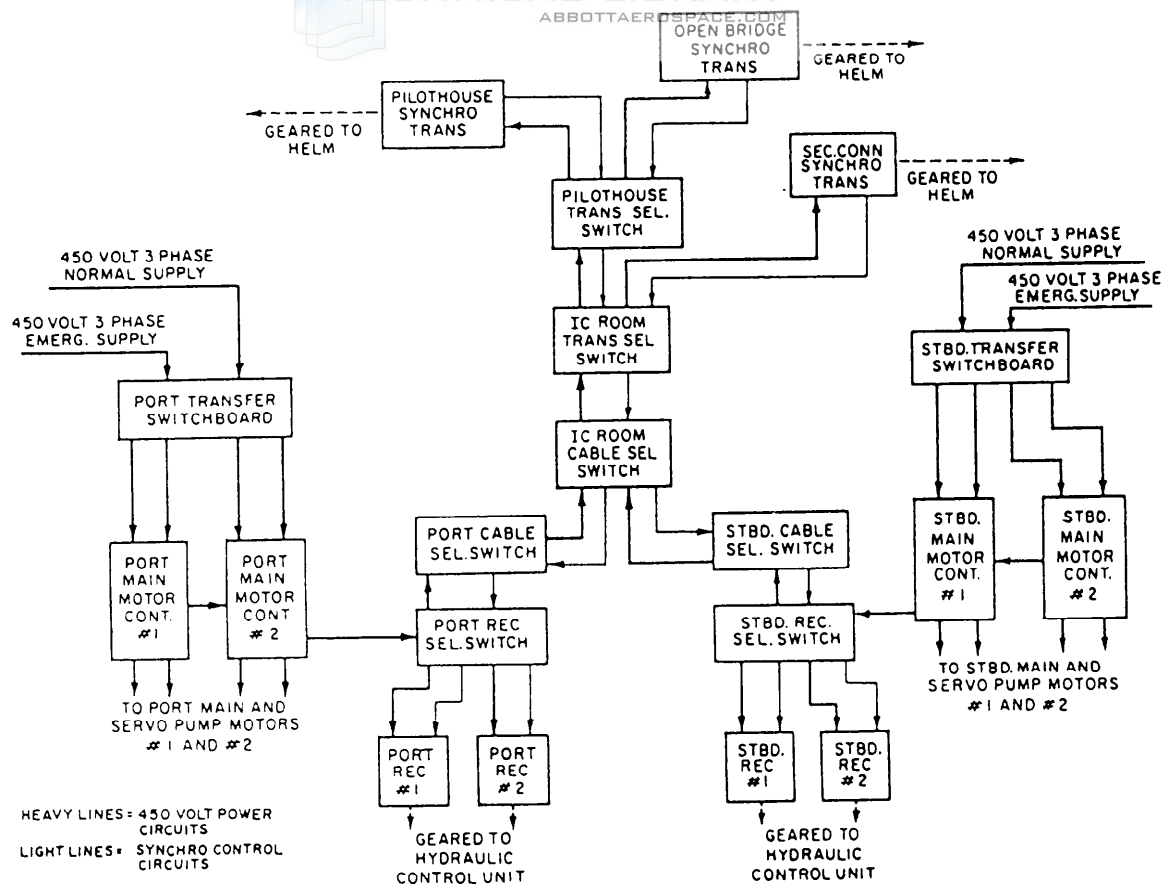 ABBOTTAEROSPACE.COM
OPEN BRIDGE
SYNCHRO
TRANS
GEARED TO
HELM
PILOTHOUSE
SYNCHRO
TRANS
GEARED TO
HELM
SEC.CONN
SYNCHRO
TRANS
GEARED TO
HELM
PILOTHOUSE
TRANS SEL.
SWITCH
450 VOLT 3 PHASE
NORMAL SUPPLY
450 VOLT 3 PHASE
EMERG. SUPPLY
450 VOLT 3 PHASE
NORMAL SUPPLY
450 VOLT 3 PHASE
EMERG.SUPPLY
IC ROOM
TRANS SEL
SWITCH
STBD.TRANSFER
SWITCHBOARD
PORT TRANSFER
SWITCHBOARD
IC ROOM
CABLE SEL
SWITCH
PORT CABLE
SEL.SWITCH
STBD. CABLE
SEL. SWITCH
STBD.
MAIN
MOTOR
CONT.
#1
STBD.
MAIN
MOTOR
CONT.
#2
PORT
MAIN
MOTOR
CONT.
#1
PORT
MAIN
MOTOR
CONT
#2
PORT REC
SEL.SWITCH
STBD. REC.
SEL. SWITCH
TO STBD. MAIN AND
SERVO PUMP MOTORS
#1 AND #2
TO PORT MAIN AND
SERVO PUMP MOTORS
#1 AND #2
PORT
REC
#1
PORT
REC
#2
STBD.
REC
#1
STBD.
REC
#2
HEAVY LINES = 450 VOLT POWER
CIRCUITS
LIGHT LINES = SYNCHRO CONTROL
CIRCUITS
GEARED TO
HYDRAULIC
CONTROL UNIT
GEARED TO
HYDRAULIC
CONTROL UNIT